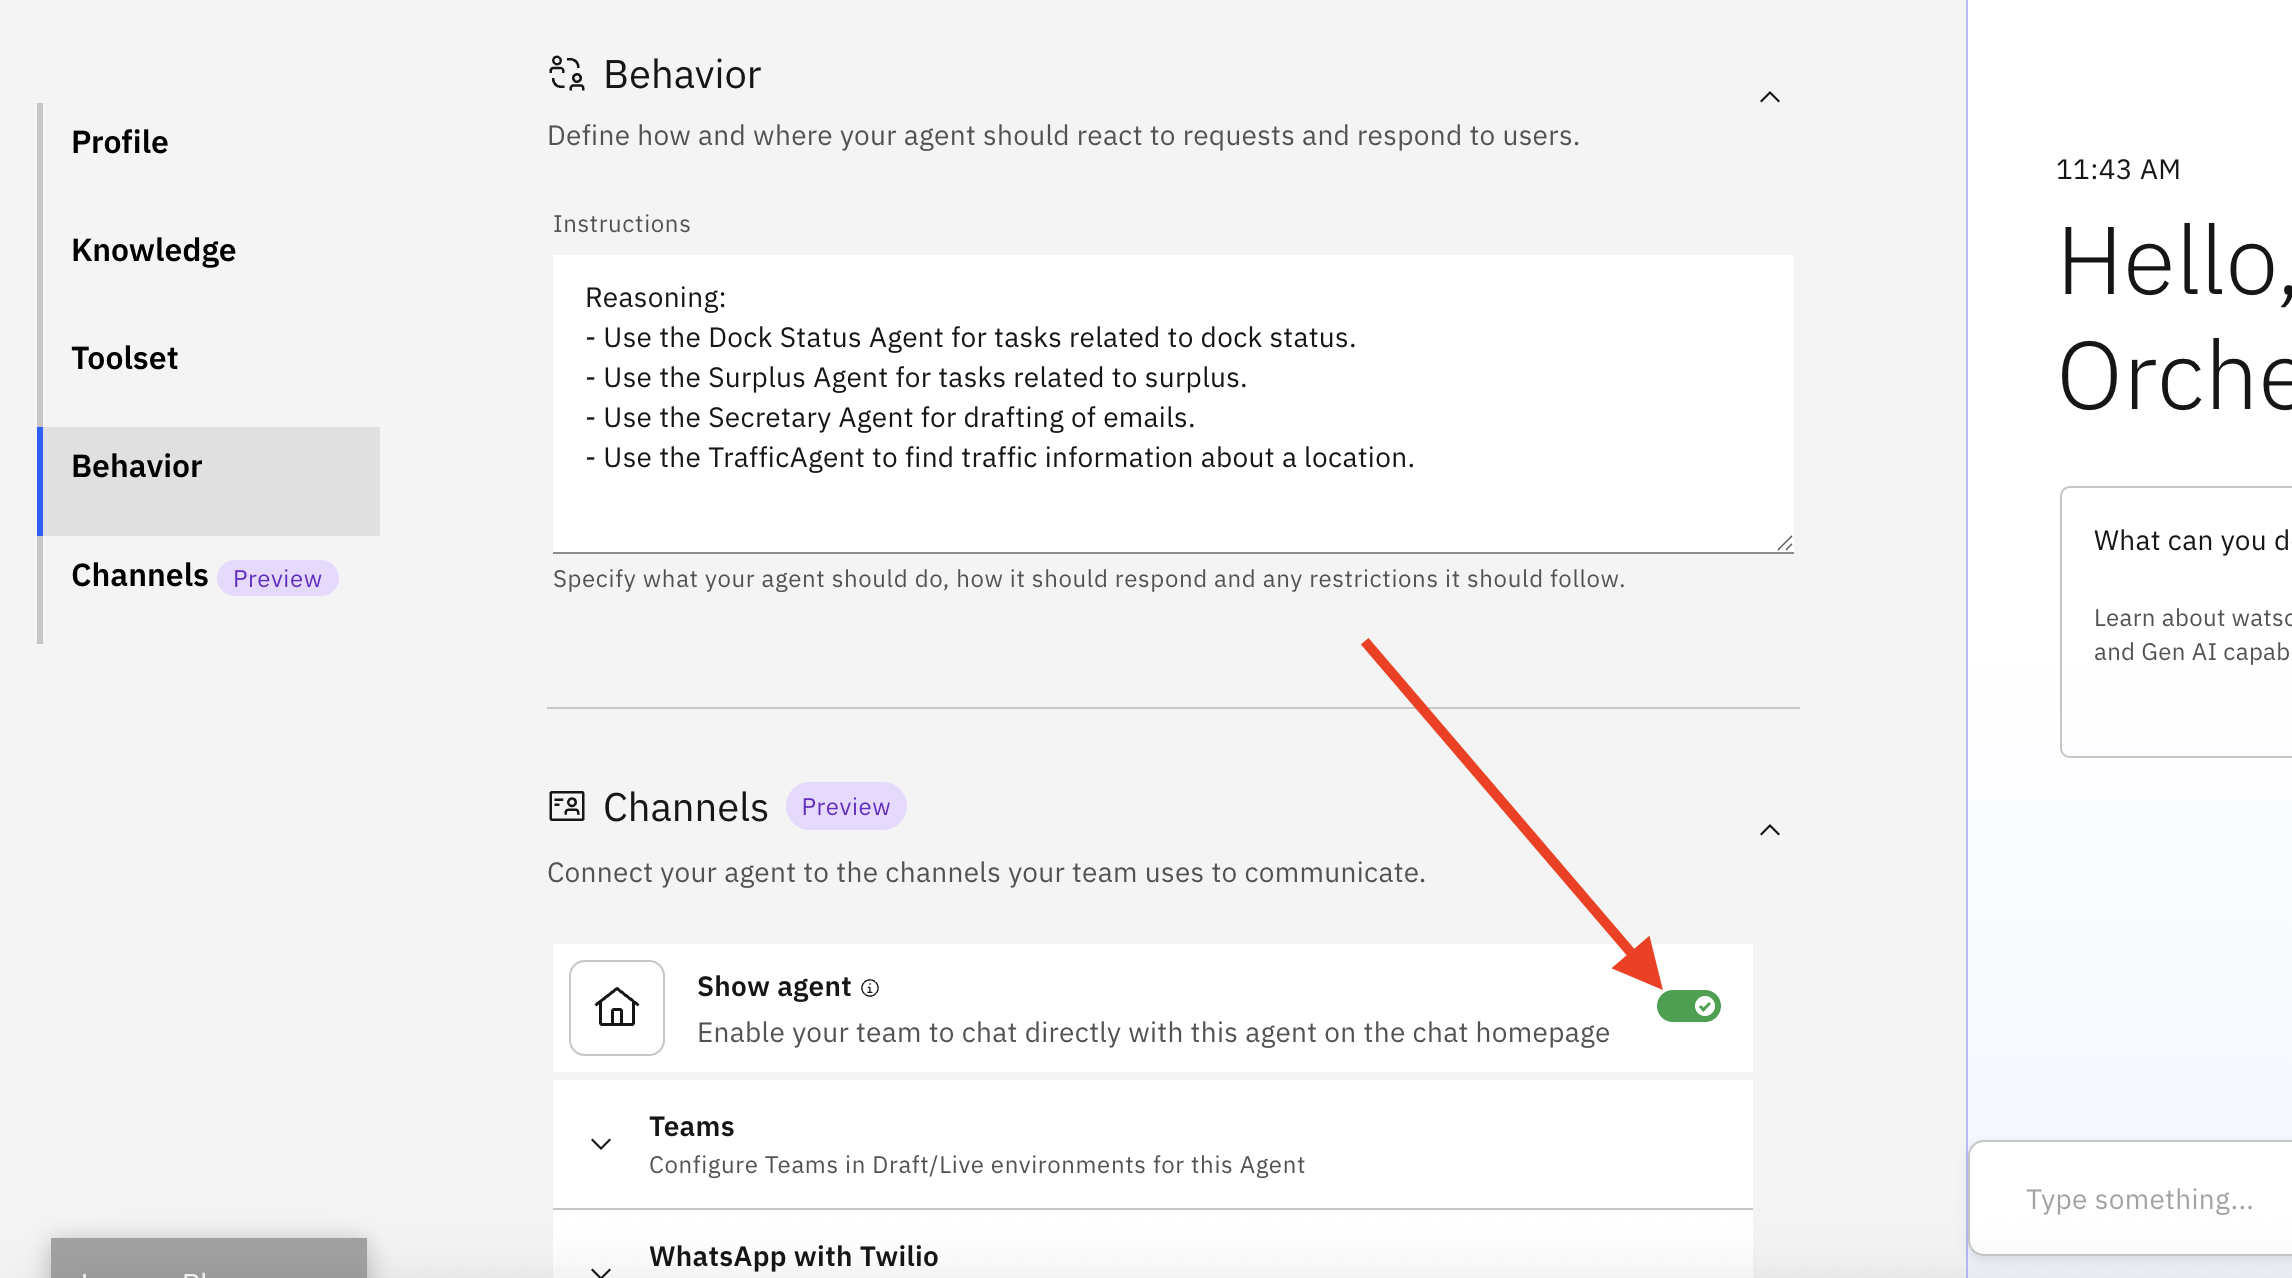 Profile
Knowledge
Toolset
Behavior
Channels Preview
Behavior
Define how and where your agent should react to requests and respond to users.
Instructions
Reasoning:
- Use the Dock Status Agent for tasks related to dock status.
- Use the Surplus Agent for tasks related to surplus.
- Use the Secretary Agent for drafting of emails.
- Use the TrafficAgent to find traffic information about a location.
Specify what your agent should do, how it should respond and any restrictions it should follow.
Channels Preview
Connect your agent to the channels your team uses to communicate.
Show agent
Enable your team to chat directly with this agent on the chat homepage
Teams
Configure Teams in Draft/Live environments for this Agent
WhatsApp with Twilio
11:43 AM
Hello,
Orche
What can you d
Learn about watso
and Gen AI capab
Type something...